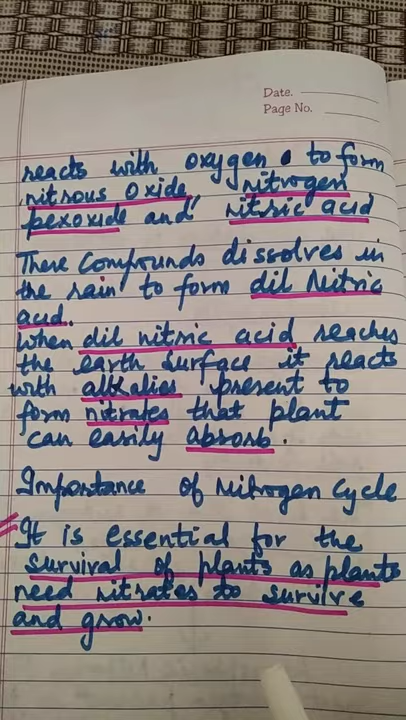 Date.
Page No.
reacts with oxygen to form
nitrous oxide, nitrogen
peroxide and nitric acid
These Compounds dissolves in
the rain to form dil Nitric
acid.
When dil nitric acid reaches
the earth surface it reacts
with alkalies present to
form nitrates that plant
can easily absorb.
Importance of Nitrogen Cycle
It is essential for the
survival of plants as plants
need nitrates to survive
and grow.